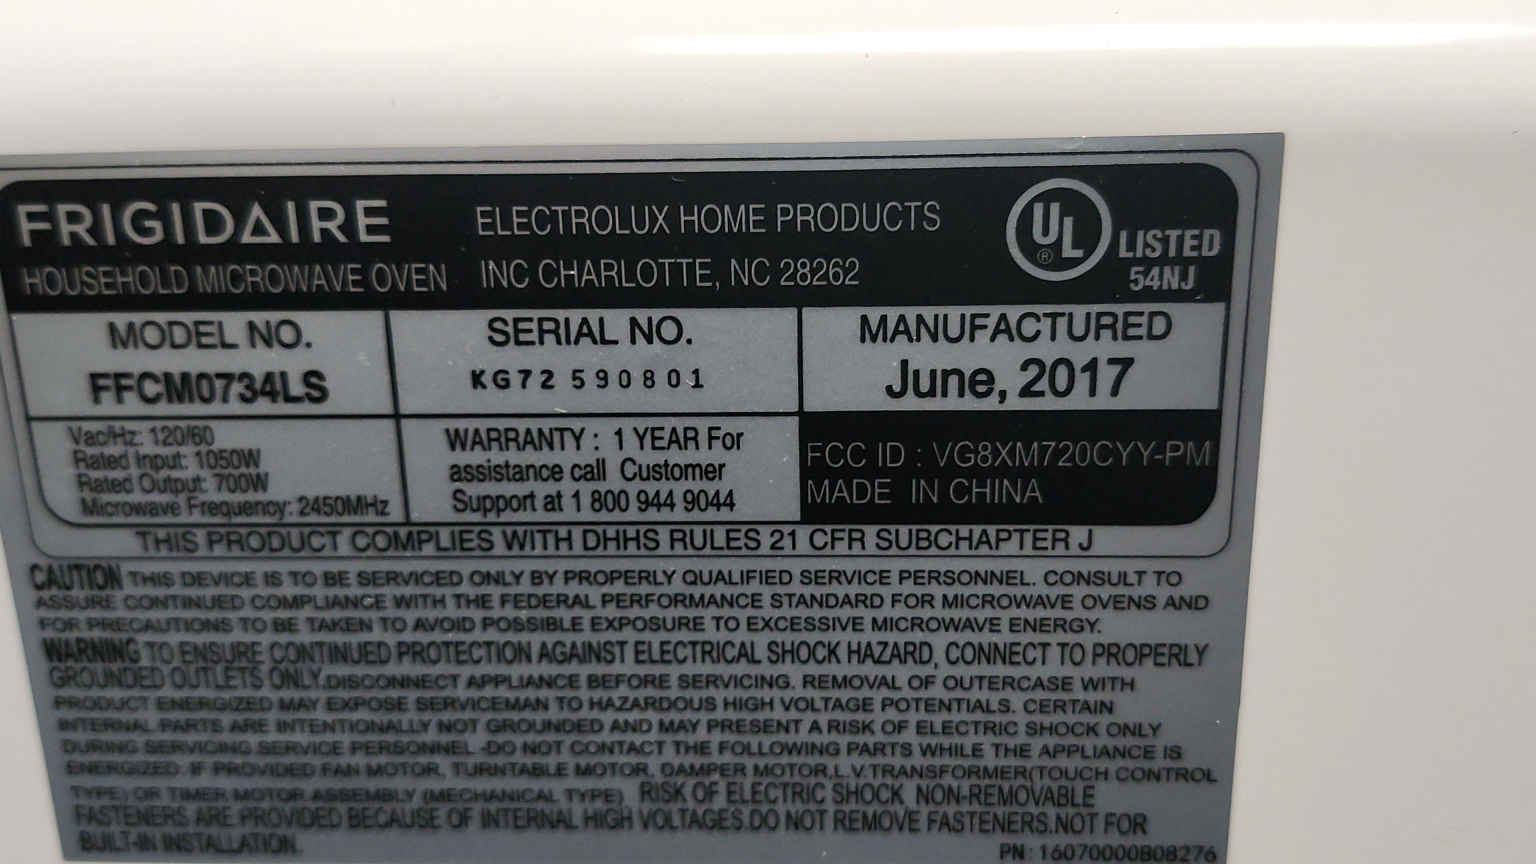 FRIGIDAIRE
HOUSEHOLD MICROWAVE OVEN
ELECTROLUX HOME PRODUCTS
INC CHARLOTTE, NC 28262
UL
®
LISTED
54NJ
MODEL NO.
FFCM0734LS
SERIAL NO.
KG72 590801
MANUFACTURED
June, 2017
Vac/Hz: 120/60
Rated Input: 1050W
Rated Output: 700W
Microwave Frequency: 2450MHz
WARRANTY : 1 YEAR For
assistance call Customer
Support at 1 800 944 9044
FCC ID : VG8XM720CYY-PM
MADE IN CHINA
THIS PRODUCT COMPLIES WITH DHHS RULES 21 CFR SUBCHAPTER J
CAUTION THIS DEVICE IS TO BE SERVICED ONLY BY PROPERLY QUALIFIED SERVICE PERSONNEL. CONSULT TO
ASSURE CONTINUED COMPLIANCE WITH THE FEDERAL PERFORMANCE STANDARD FOR MICROWAVE OVENS AND
FOR PRECAUTIONS TO BE TAKEN TO AVOID POSSIBLE EXPOSURE TO EXCESSIVE MICROWAVE ENERGY.
WARNING TO ENSURE CONTINUED PROTECTION AGAINST ELECTRICAL SHOCK HAZARD, CONNECT TO PROPERLY
GROUNDED OUTLETS ONLY.DISCONNECT APPLIANCE BEFORE SERVICING. REMOVAL OF OUTERCASE WITH
PRODUCT ENERGIZED MAY EXPOSE SERVICEMAN TO HAZARDOUS HIGH VOLTAGE POTENTIALS. CERTAIN
INTERNAL PARTS ARE INTENTIONALLY NOT GROUNDED AND MAY PRESENT A RISK OF ELECTRIC SHOCK ONLY
DURING SERVICING SERVICE PERSONNEL -DO NOT CONTACT THE FOLLOWING PARTS WHILE THE APPLIANCE IS
ENERGIZED: IF PROVIDED FAN MOTOR, TURNTABLE MOTOR, DAMPER MOTOR,L.V.TRANSFORMER(TOUCH CONTROL
TYPE) OR TIMER MOTOR ASSEMBLY (MECHANICAL TYPE). RISK OF ELECTRIC SHOCK, NON-REMOVABLE
FASTENERS ARE PROVIDED BECAUSE OF INTERNAL HIGH VOLTAGES.DO NOT REMOVE FASTENERS.NOT FOR
BUILT-IN INSTALLATION.
PN: 16070000B08276